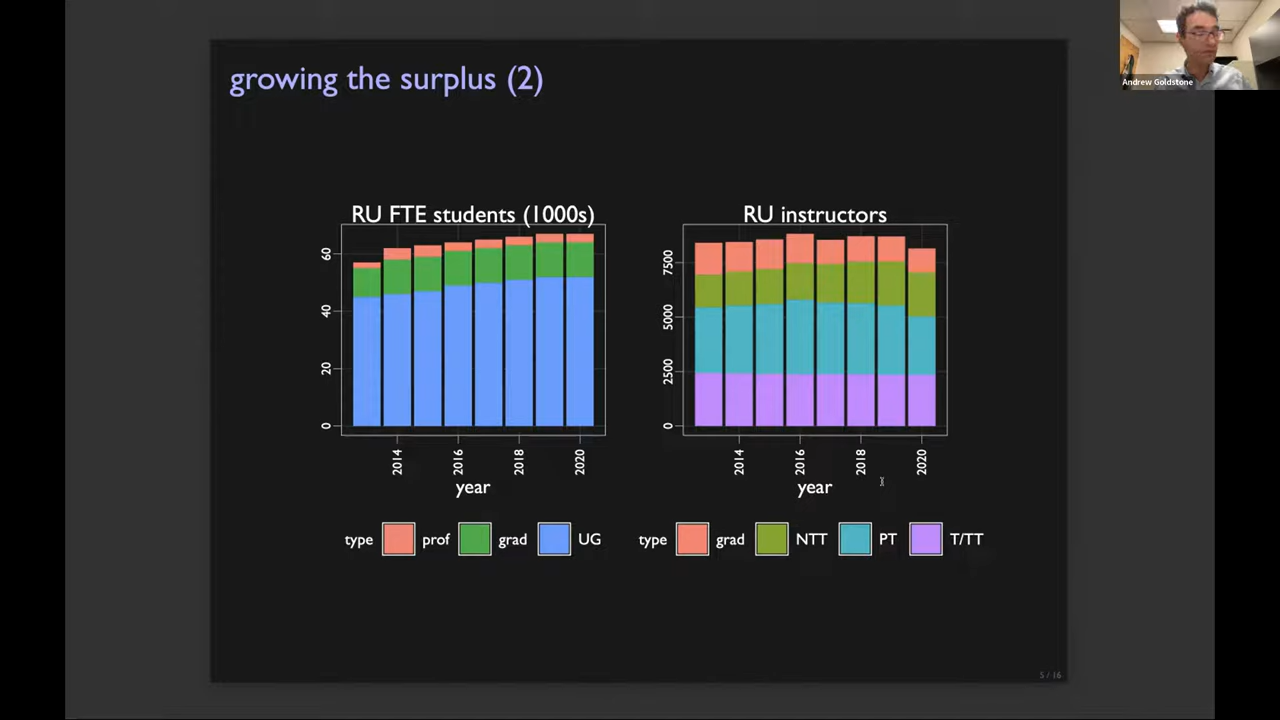 Andrew Goldstone
growing the surplus (2)
RU FTE students (1000s)
60
40
20
0
2014
2016
2018
2020
year
type prof grad UG
RU instructors
7500
5000
2500
0
2014
2016
2018
2020
year
type grad NTT PT T/TT
5 / 16